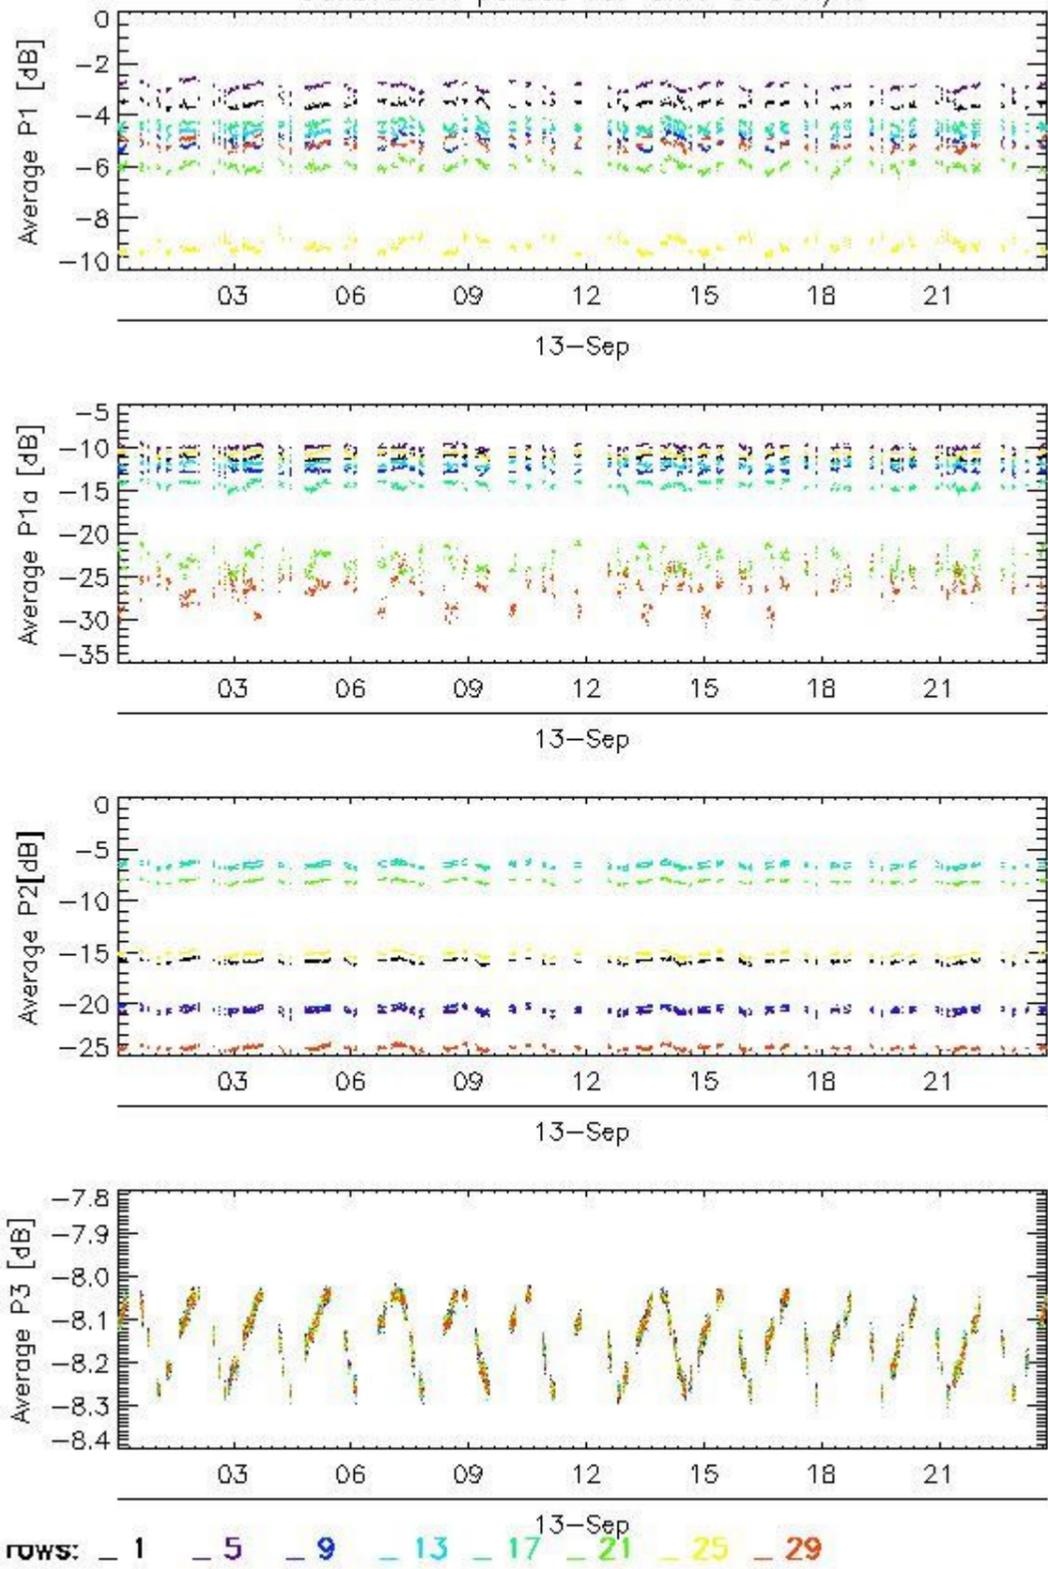 Average P1 [dB]
0
−2
−4
−6
−8
−10
03 06 09 12 15 18 21
13−Sep
Average P1a [dB]
−5
−10
−15
−20
−25
−30
−35
03 06 09 12 15 18 21
13−Sep
Average P2[dB]
0
−5
−10
−15
−20
−25
03 06 09 12 15 18 21
13−Sep
Average P3 [dB]
−7.8
−7.9
−8.0
−8.1
−8.2
−8.3
−8.4
03 06 09 12 15 18 21
13−Sep
rows: _ 1 _ 5 _ 9 _ 13 _ 17 _ 21 _ 25 _ 29